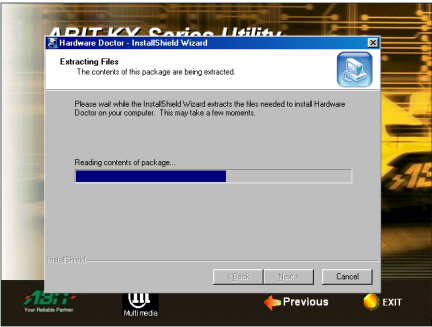 ABIT KX Series Utility
Hardware Doctor - InstallShield Wizard
Extracting Files
The contents of this package are being extracted.
Please wait while the InstallShield Wizard extracts the files needed to install Hardware
Doctor on your computer. This may take a few moments.
Reading contents of package...
InstallShield
< Back
Next >
Cancel
ABIT
Your Reliable Partner
Multi media
Previous
EXIT